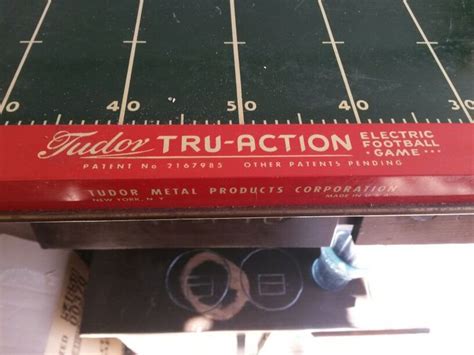 30 40 50 40 30
Tudor TRU-ACTION ELECTRIC FOOTBALL GAME
PATENT No 2167985 OTHER PATENTS PENDING
TUDOR METAL PRODUCTS CORPORATION
NEW YORK, N. Y. MADE IN U.S.A.